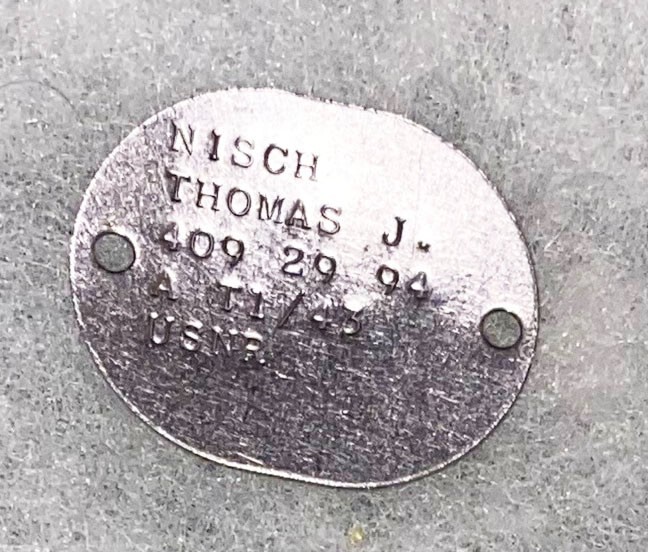 NISCH
THOMAS J.
409 29 94
A T1/43
USNR